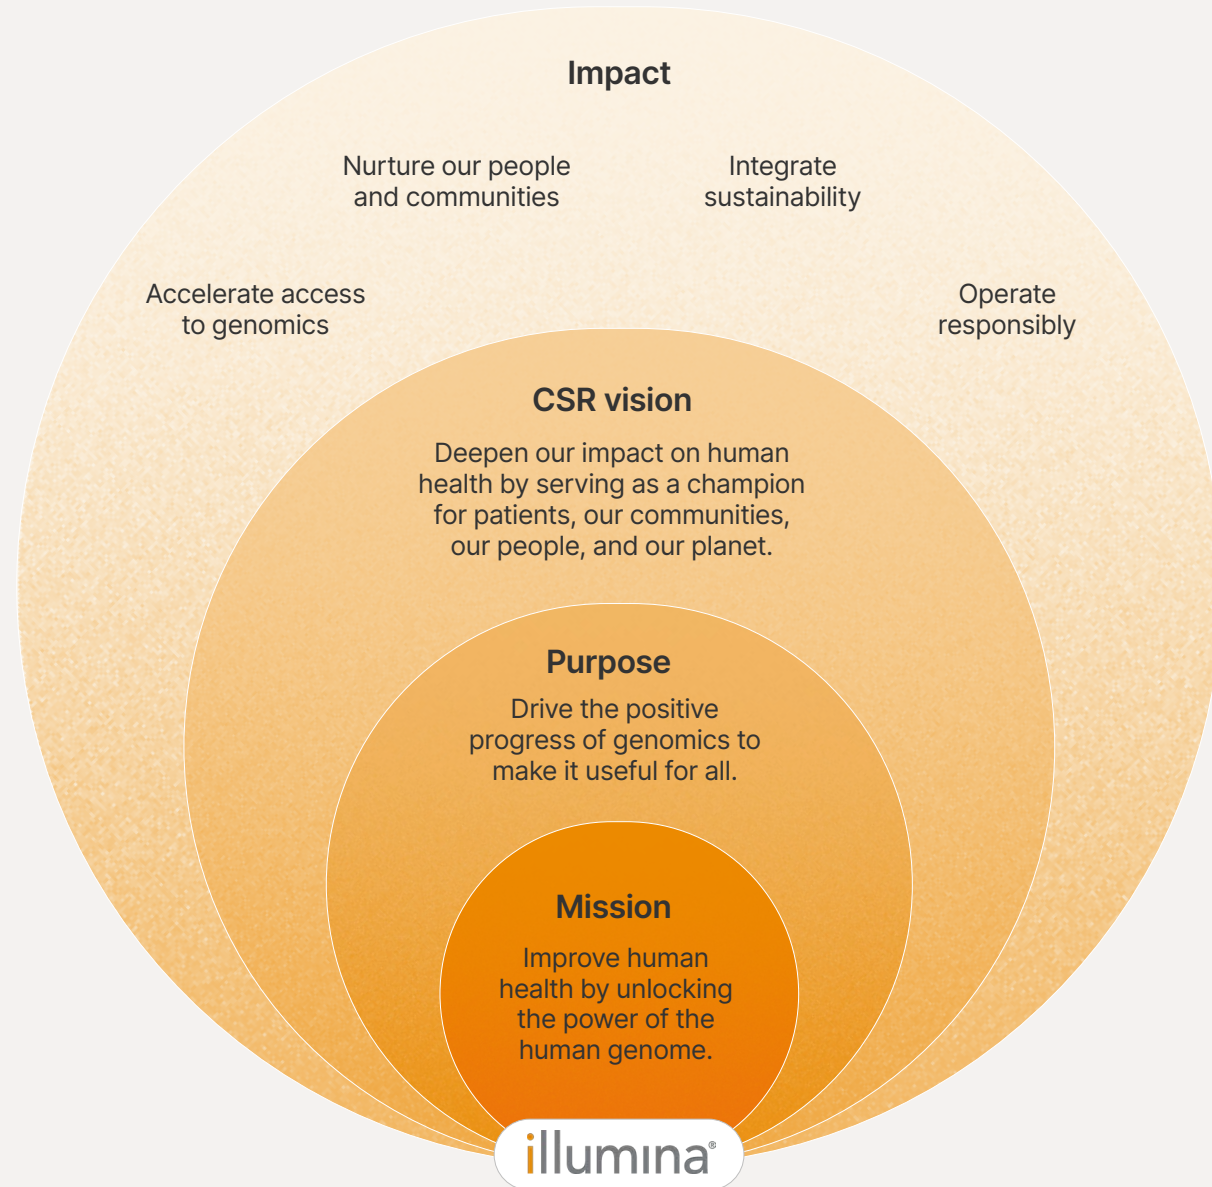 Impact
Nurture our people
and communities
Integrate
sustainability
Accelerate access
to genomics
Operate
responsibly
CSR vision
Deepen our impact on human
health by serving as a champion
for patients, our communities,
our people, and our planet.
Purpose
Drive the positive
progress of genomics to
make it useful for all.
Mission
Improve human
health by unlocking
the power of the
human genome.
illumına®